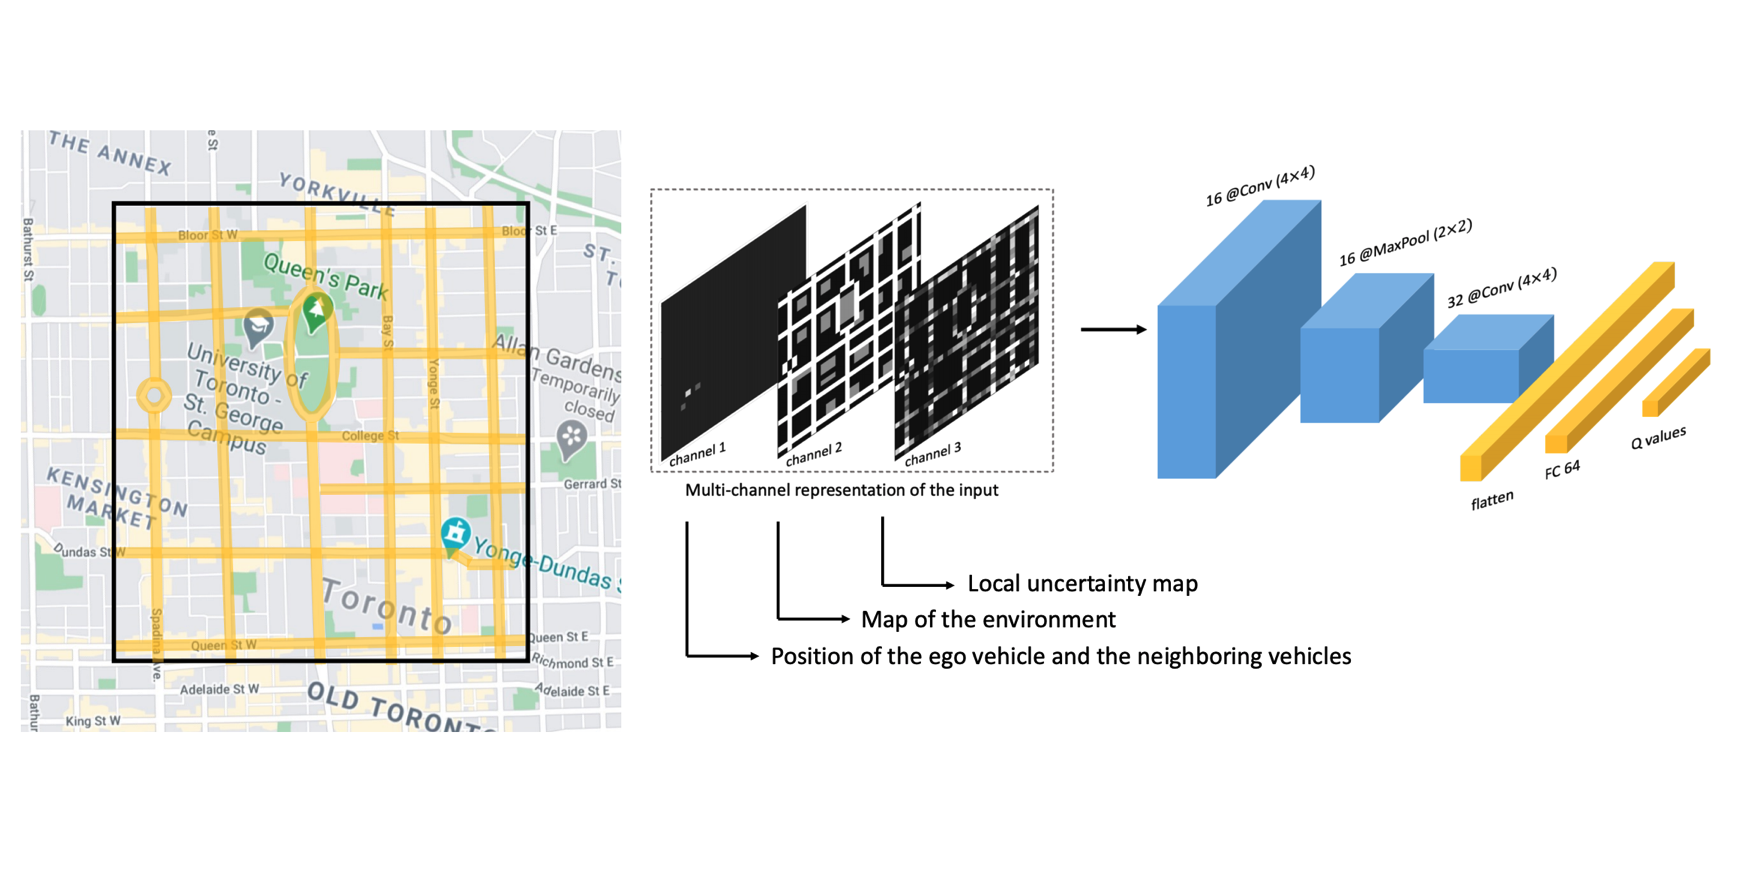 THE ANNEX
e St
YORKVILLE
Bathurst St
Bloor St W
Bloor St E
ST.
T
Queen's Park
Bay St
Yonge St
University of
Toronto -
St. George
Campus
Allan Gardens
Temporarily
closed
College St
KENSINGTON
MARKET
Gerrard St
Dundas St W
Yonge-Dundas S
Toronto
Spadina Ave.
Queen St W
Queen St E
Richmond St E
Adelaide St W
Adelaide St E
OLD TORONTO
Bathur
King St W
channel 1
channel 2
channel 3
Multi-channel representation of the input
Local uncertainty map
Map of the environment
Position of the ego vehicle and the neighboring vehicles
16 @Conv (4×4)
16 @MaxPool (2×2)
32 @Conv (4×4)
flatten
FC 64
Q values